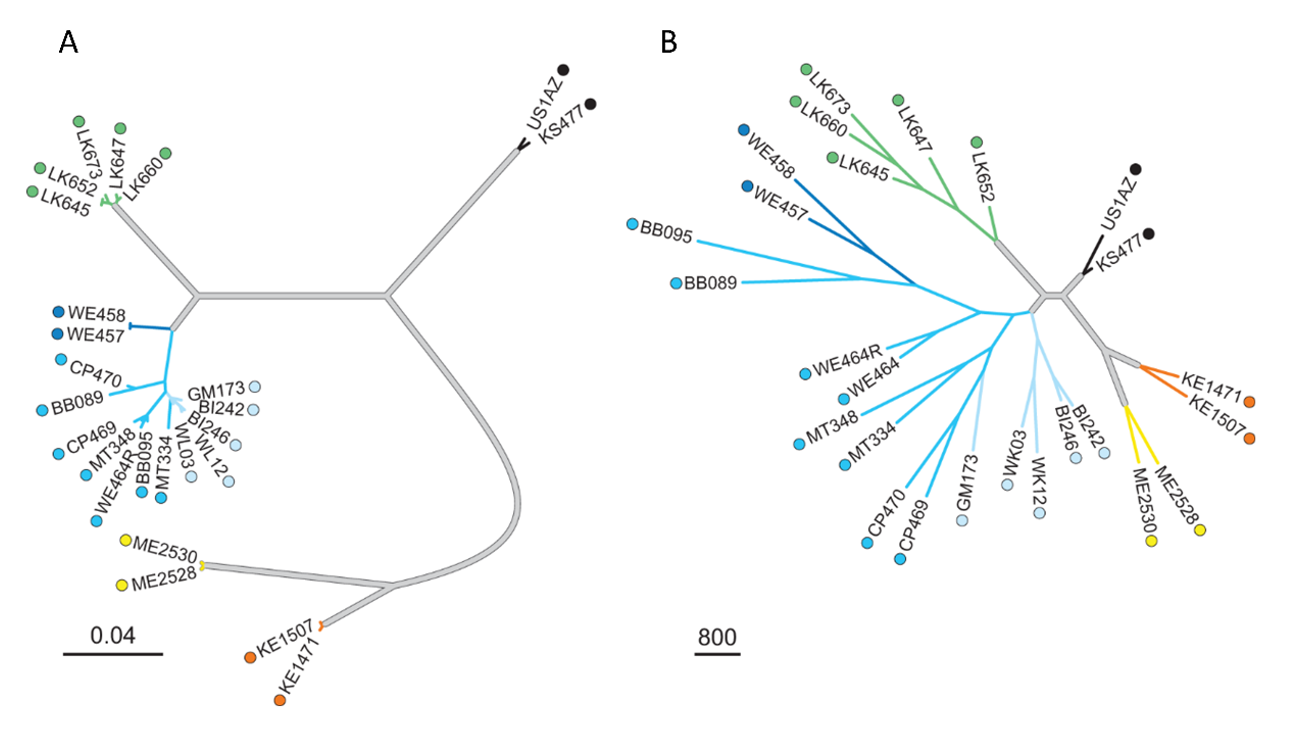 A
US1AZ
KS477
LK673
LK647
LK660
LK652
LK645
WE458
WE457
CP470
BB089
GM173
BI242
BI246
WL12
WL03
CP469
MT348
WE464R
BB095
MT334
ME2530
ME2528
KE1507
KE1471
0.04
B
LK673
LK660
LK647
LK645
LK652
WE458
WE457
BB095
BB089
US1AZ
KS477
WE464R
WE464
MT348
MT334
CP470
CP469
GM173
WK03
WK12
BI246
BI242
KE1471
KE1507
ME2530
ME2528
800